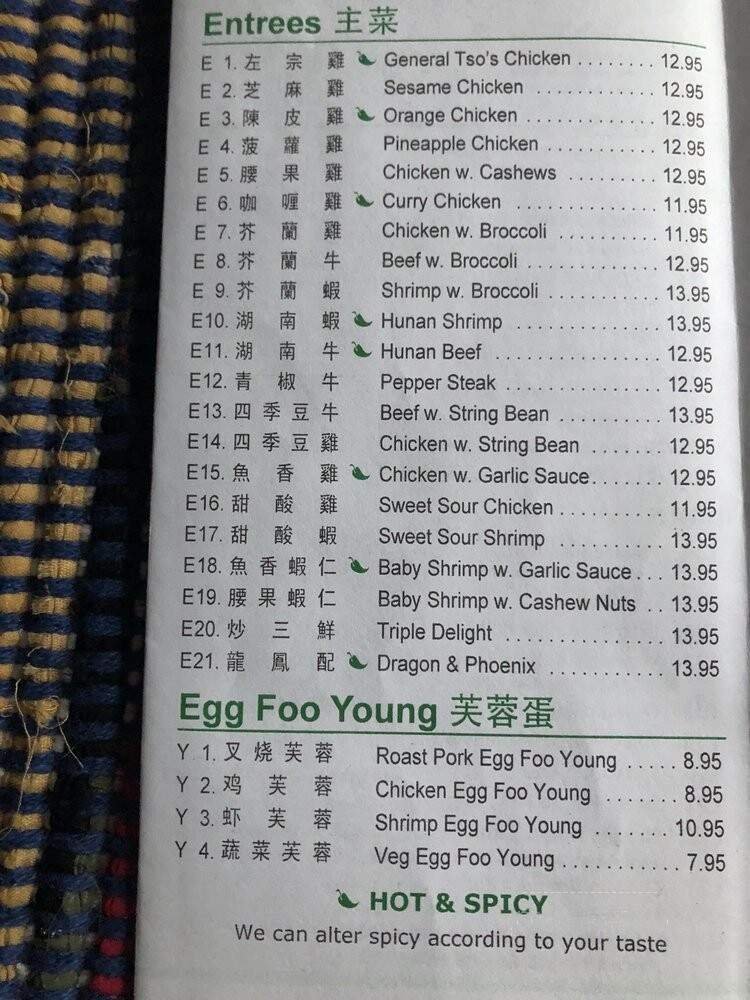 Entrees 主菜
E 1. 左宗雞 General Tso's Chicken ........ 12.95
E 2. 芝麻雞 Sesame Chicken ............ 12.95
E 3. 陳皮雞 Orange Chicken ............ 12.95
E 4. 菠蘿雞 Pineapple Chicken ........... 12.95
E 5. 腰果雞 Chicken w. Cashews ......... 12.95
E 6. 咖喱雞 Curry Chicken .............. 11.95
E 7. 芥蘭雞 Chicken w. Broccoli .......... 11.95
E 8. 芥蘭牛 Beef w. Broccoli ............. 12.95
E 9. 芥蘭蝦 Shrimp w. Broccoli ........... 13.95
E10. 湖南蝦 Hunan Shrimp .............. 13.95
E11. 湖南牛 Hunan Beef ................ 12.95
E12. 青椒牛 Pepper Steak ............... 12.95
E13. 四季豆牛 Beef w. String Bean .......... 13.95
E14. 四季豆雞 Chicken w. String Bean ....... 12.95
E15. 魚香雞 Chicken w. Garlic Sauce...... 12.95
E16. 甜酸雞 Sweet Sour Chicken .......... 11.95
E17. 甜酸蝦 Sweet Sour Shrimp .......... 13.95
E18. 魚香蝦仁 Baby Shrimp w. Garlic Sauce ... 13.95
E19. 腰果蝦仁 Baby Shrimp w. Cashew Nuts .. 13.95
E20. 炒三鮮 Triple Delight ............... 13.95
E21. 龍鳳配 Dragon & Phoenix ........... 13.95
Egg Foo Young 芙蓉蛋
Y 1. 叉烧芙蓉 Roast Pork Egg Foo Young ..... 8.95
Y 2. 鸡芙蓉 Chicken Egg Foo Young ....... 8.95
Y 3. 虾芙蓉 Shrimp Egg Foo Young ....... 10.95
Y 4. 蔬菜芙蓉 Veg Egg Foo Young ........... 7.95
HOT & SPICY
We can alter spicy according to your taste